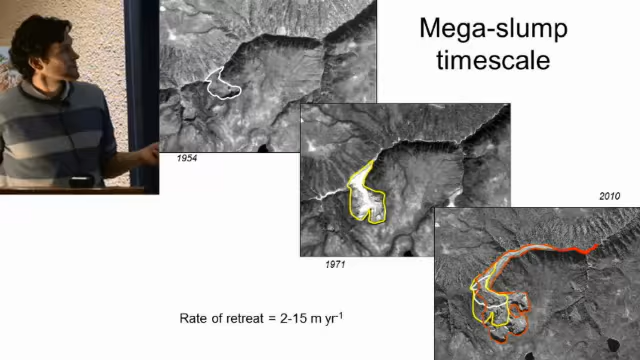 Mega-slump
timescale
1954
2010
1971
Rate of retreat = 2-15 m yr⁻¹